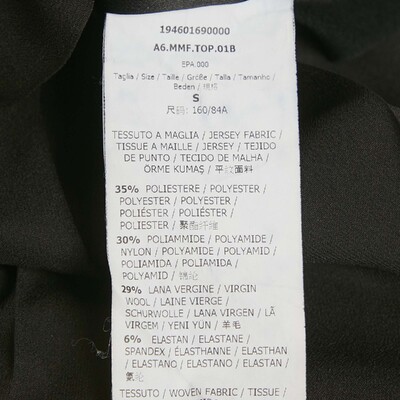 194601690000
A6.MMF.TOP.01B
SPA.000
Taglia / Size / Taille / Größe / Talla / Tamanho /
Beden / 规格
S
尺码: 160/84A
TESSUTO A MAGLIA / JERSEY FABRIC /
TISSUE A MAILLE / JERSEY / TEJIDO
DE PUNTO / TECIDO DE MALHA /
ÖRME KUMAŞ / 平纹面料
35% POLIESTERE / POLYESTER /
POLYESTER / POLYESTER /
POLIÉSTER / POLIÉSTER /
POLIESTER / 聚酯纤维
30% POLIAMMIDE / POLYAMIDE /
NYLON / POLYAMIDE / POLYAMID /
POLIAMIDA / POLIAMIDA /
POLYAMID / 锦纶
29% LANA VERGINE / VIRGIN
WOOL / LAINE VIERGE /
SCHURWOLLE / LANA VIRGEN / LÃ
VIRGEM / YENI YUN / 羊毛
6% ELASTAN / ELASTANE /
SPANDEX / ÉLASTHANNE / ELASTHAN
/ ELASTANO / ELASTANO / ELASTAN /
氨纶
TESSUTO / WOVEN FABRIC / TISSUE /